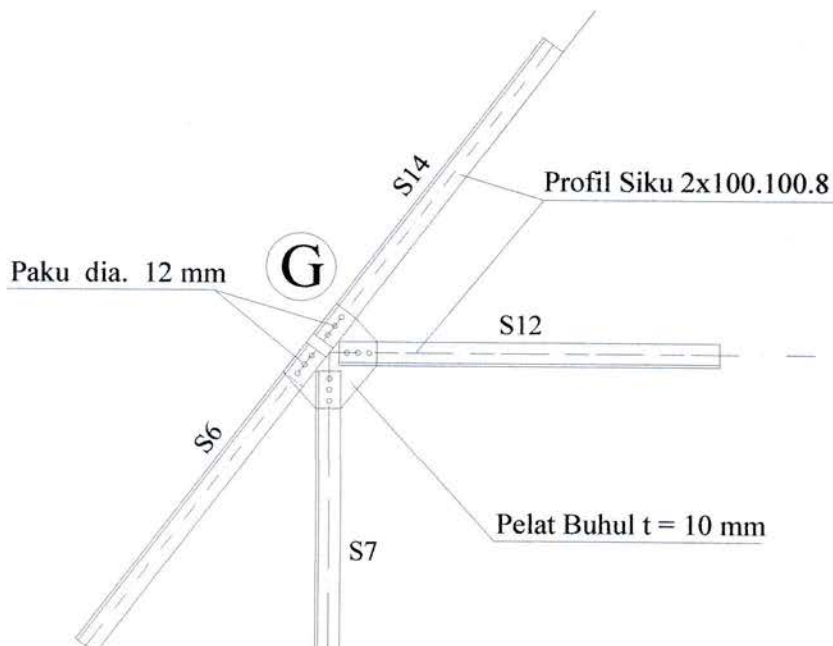 S14
Profil Siku 2x100.100.8
G
Paku dia. 12 mm
S12
S6
Pelat Buhul t = 10 mm
S7